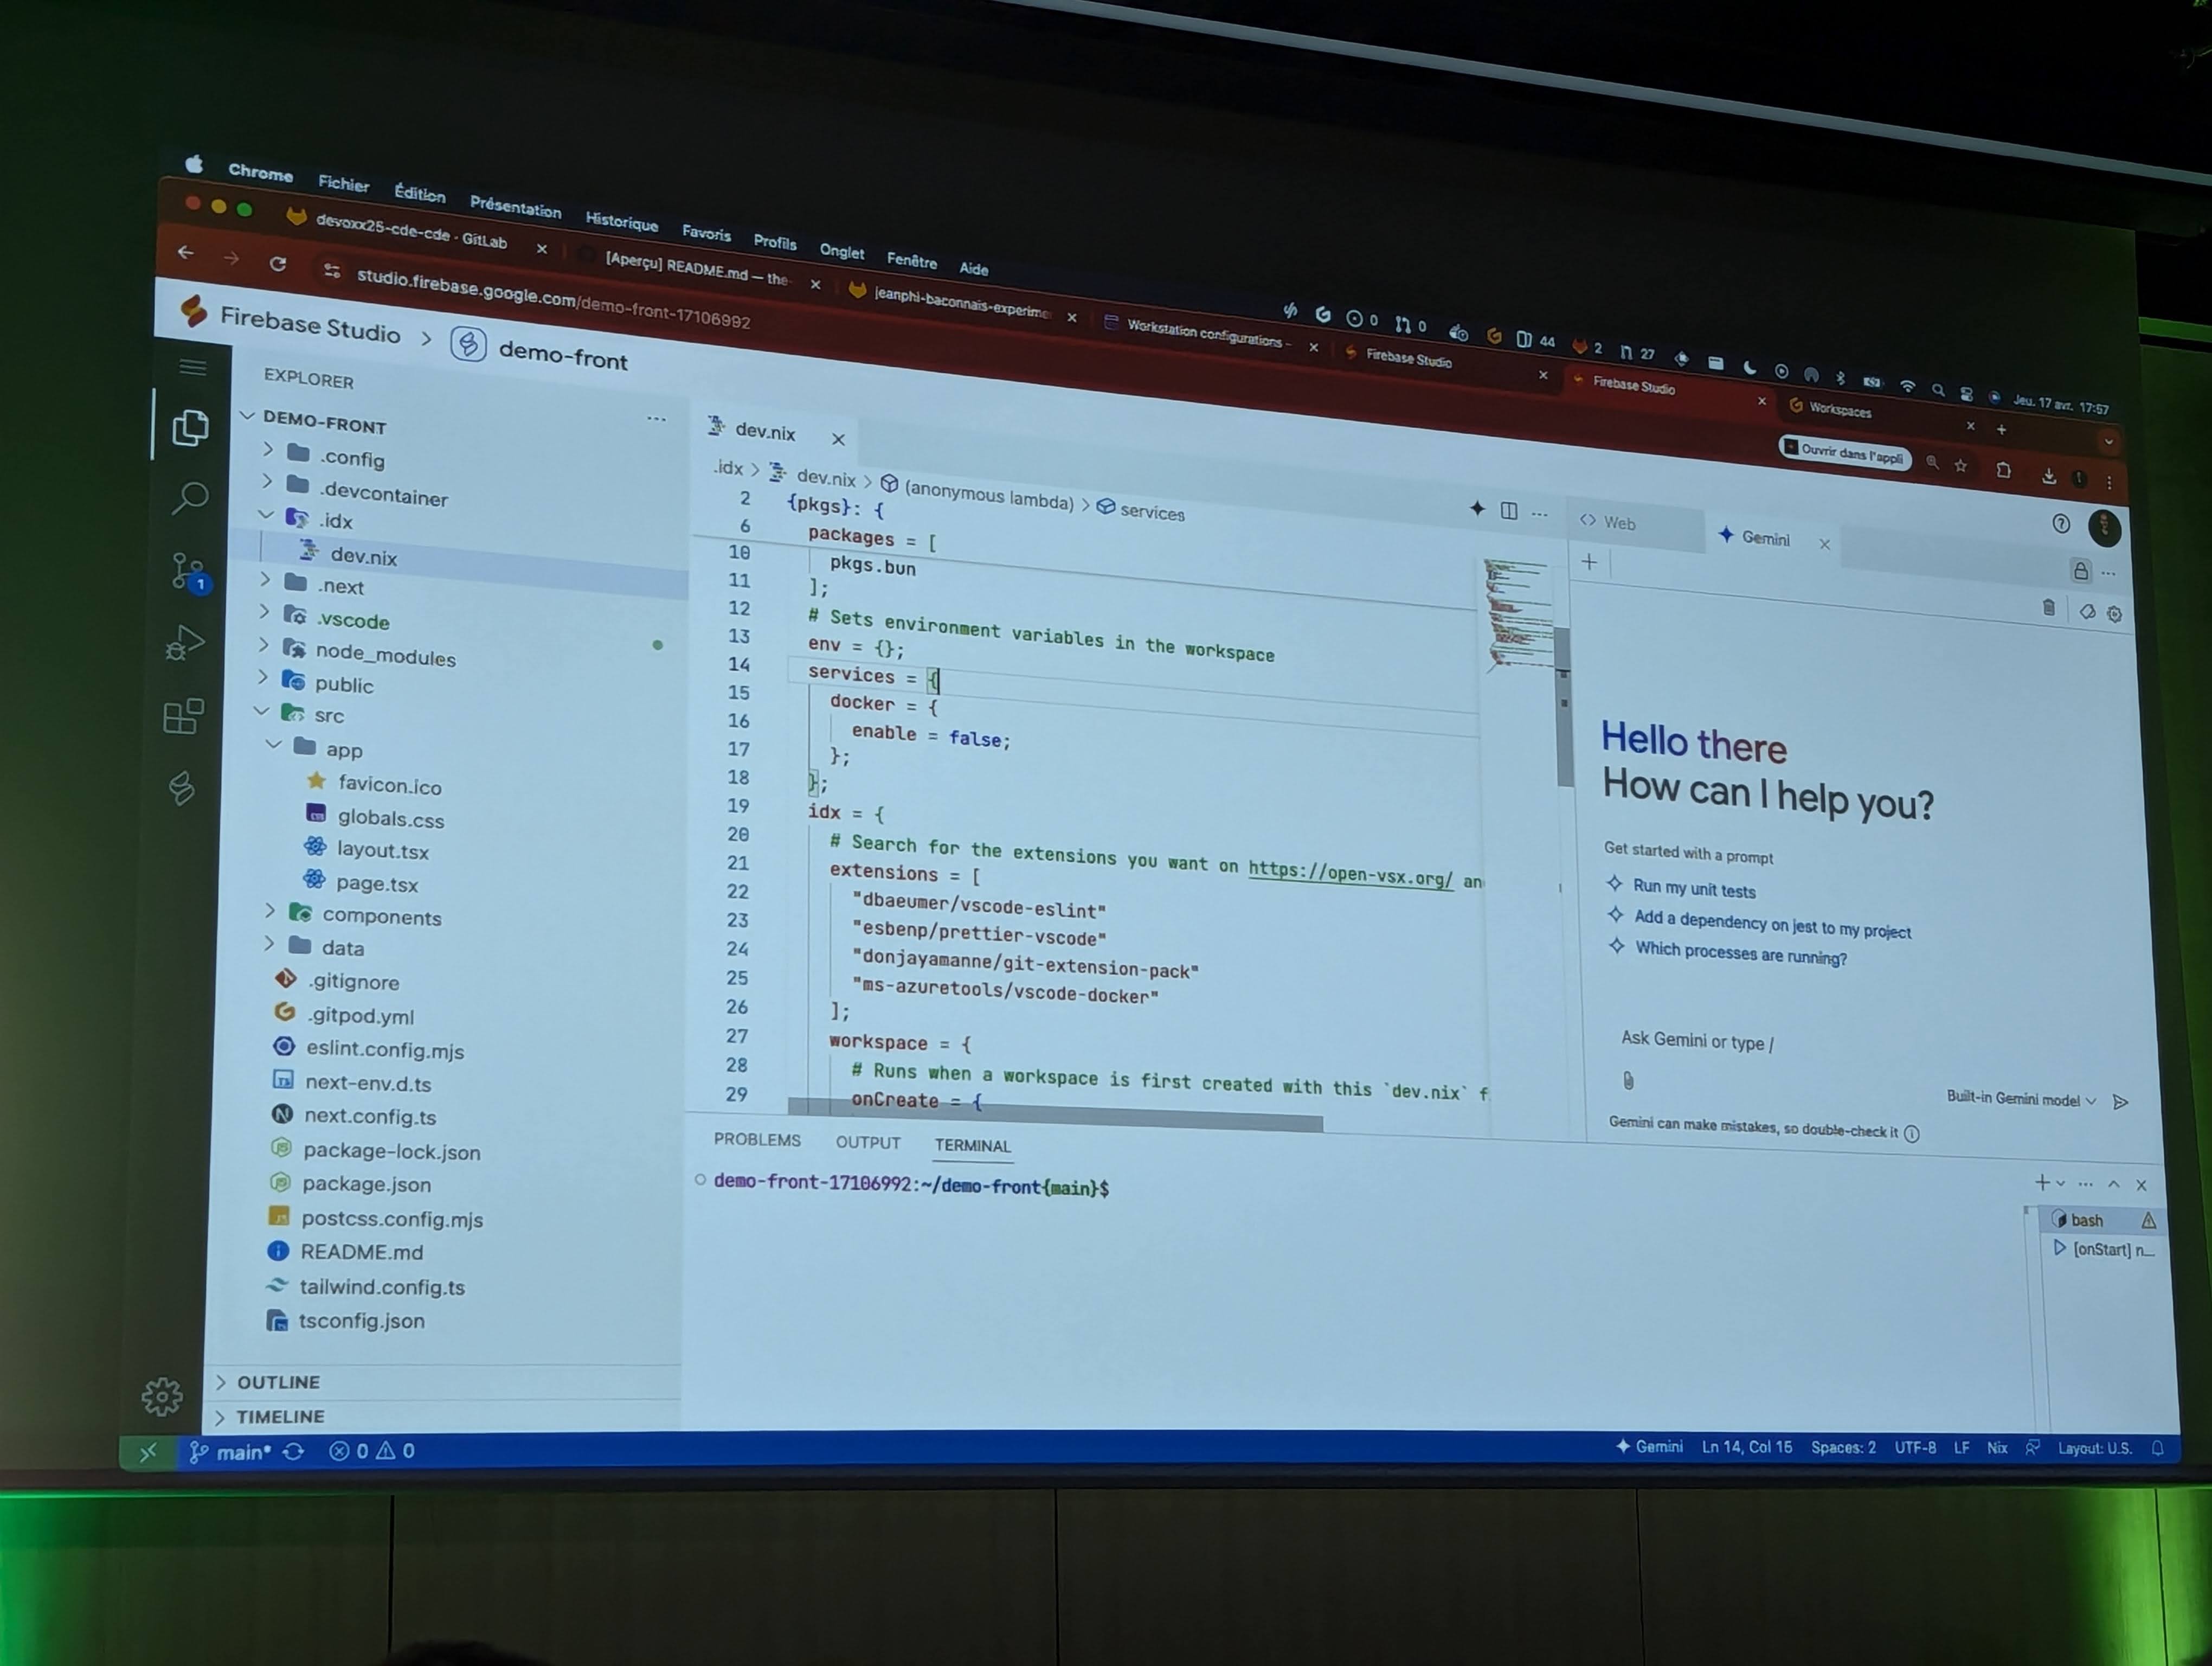 Chrome Fichier Édition Présentation Historique Favoris Profils Onglet Fenêtre Aide
0 0 44 2 27 Jeu. 17 avr. 17:57
devoxx25-cde-cde - GitLab
[Aperçu] README.md — the
jeanphi-baconnais-experime
Workstation configurations –
Firebase Studio
Firebase Studio
Workspaces
studio.firebase.google.com/demo-front-17106992
Ouvrir dans l'appli
Firebase Studio > demo-front
EXPLORER
DEMO-FRONT
.config
.devcontainer
.idx
dev.nix
.next
.vscode
node_modules
public
src
app
favicon.ico
globals.css
layout.tsx
page.tsx
components
data
.gitignore
.gitpod.yml
eslint.config.mjs
next-env.d.ts
next.config.ts
package-lock.json
package.json
postcss.config.mjs
README.md
tailwind.config.ts
tsconfig.json
OUTLINE
TIMELINE
1
dev.nix
.idx > dev.nix > (anonymous lambda) > services
2 {pkgs}: {
6 packages = [
10 pkgs.bun
11 ];
12 # Sets environment variables in the workspace
13 env = {};
14 services = {
15 docker = {
16 enable = false;
17 };
18 };
19 idx = {
20 # Search for the extensions you want on https://open-vsx.org/ an
21 extensions = [
22 "dbaeumer/vscode-eslint"
23 "esbenp/prettier-vscode"
24 "donjayamanne/git-extension-pack"
25 "ms-azuretools/vscode-docker"
26 ];
27 workspace = {
28 # Runs when a workspace is first created with this `dev.nix` f
29 onCreate = {
<> Web
Gemini
Hello there
How can I help you?
Get started with a prompt
Run my unit tests
Add a dependency on jest to my project
Which processes are running?
Ask Gemini or type /
Built-in Gemini model
Gemini can make mistakes, so double-check it
PROBLEMS OUTPUT TERMINAL
demo-front-17106992:~/demo-front{main}$
bash
[onStart] n...
main* 0 0
Gemini Ln 14, Col 15 Spaces: 2 UTF-8 LF Nix Layout: U.S.